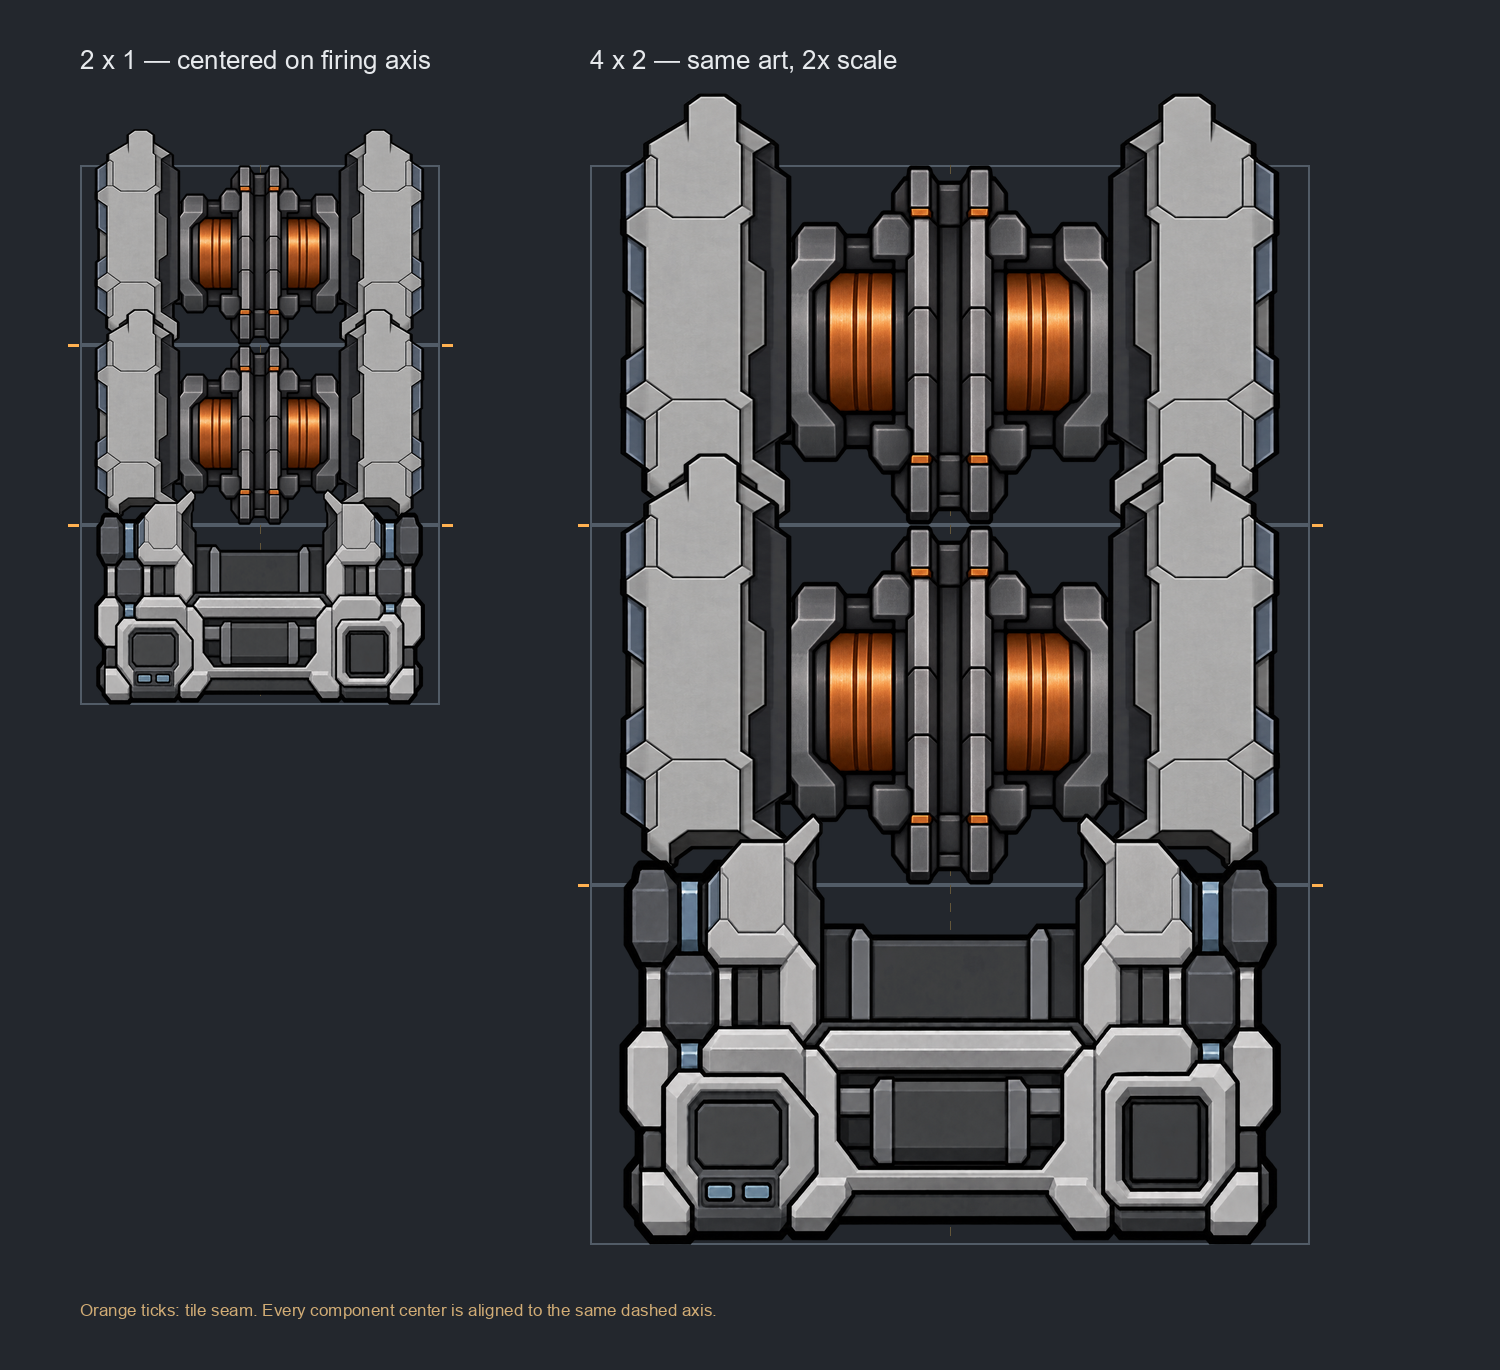 2 x 1 — centered on firing axis
4 x 2 — same art, 2x scale
Orange ticks: tile seam. Every component center is aligned to the same dashed axis.